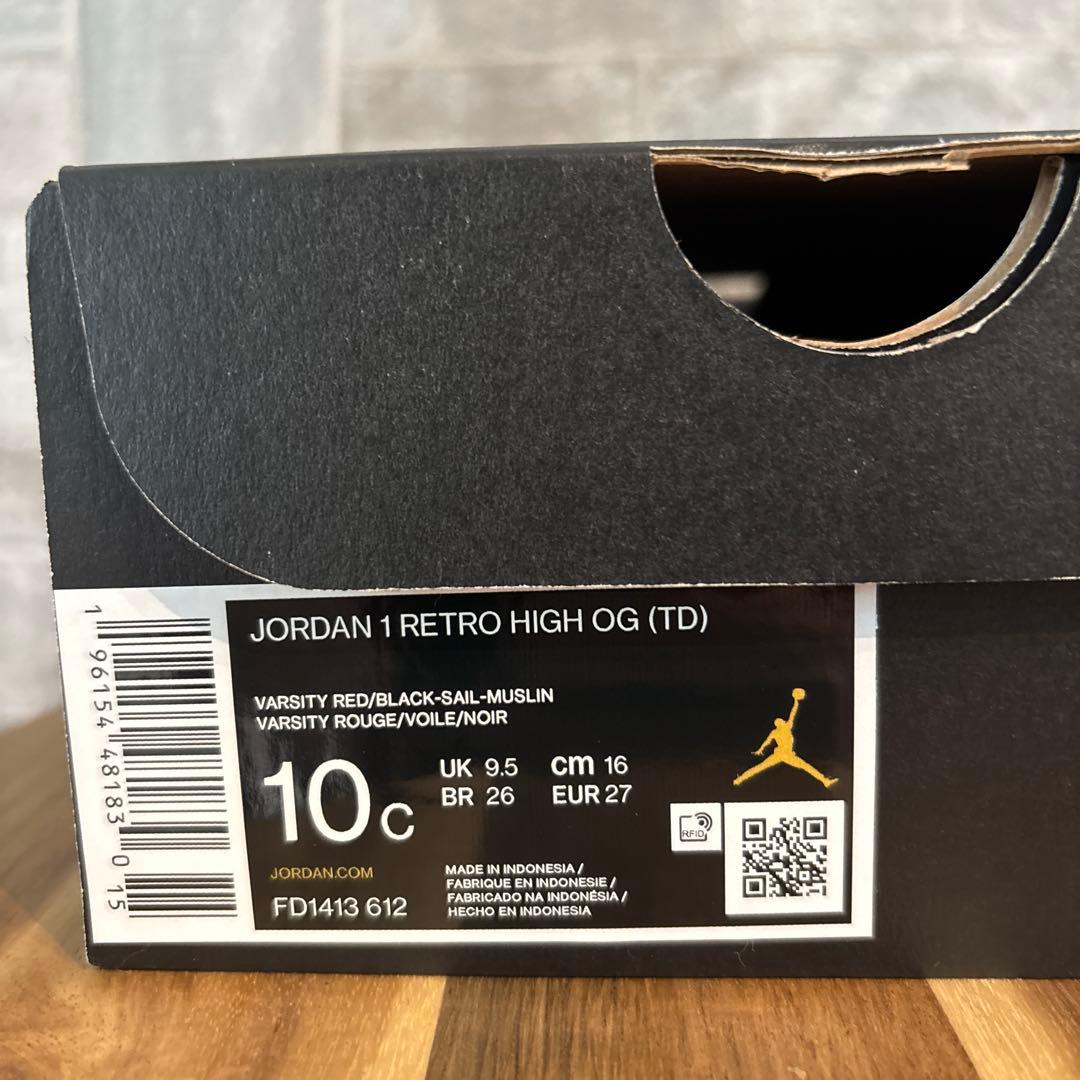 JORDAN 1 RETRO HIGH OG (TD)
VARSITY RED/BLACK-SAIL-MUSLIN
VARSITY ROUGE/VOILE/NOIR
10C
UK 9.5 cm 16
BR 26 EUR 27
RFID
JORDAN.COM
FD1413 612
MADE IN INDONESIA /
FABRIQUE EN INDONESIE /
FABRICADO NA INDONÉSIA /
HECHO EN INDONESIA
1 96154 48183 0 15